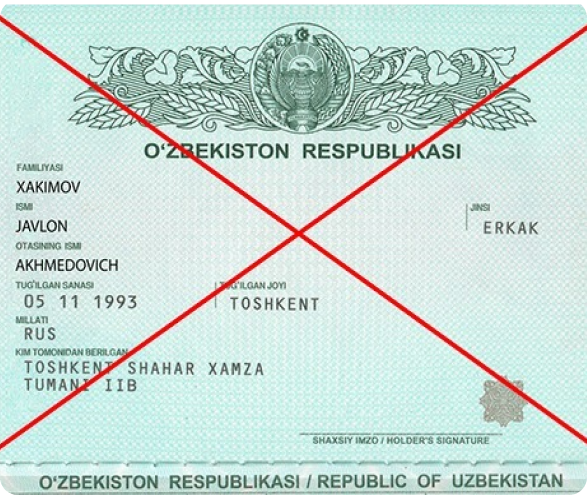 O‘ZBEKISTON RESPUBLIKASI
FAMILIYASI
XAKIMOV
ISMI
JAVLON
JINSI
ERKAK
OTASINING ISMI
AKHMEDOVICH
TUG'ILGAN SANASI
05 11 1993
TUG'ILGAN JOYI
TOSHKENT
MILLATI
RUS
KIM TOMONIDAN BERILGAN
TOSHKENT SHAHAR XAMZA
TUMANI IIB
SHAXSIY IMZO / HOLDER'S SIGNATURE
O‘ZBEKISTON RESPUBLIKASI / REPUBLIC OF UZBEKISTAN